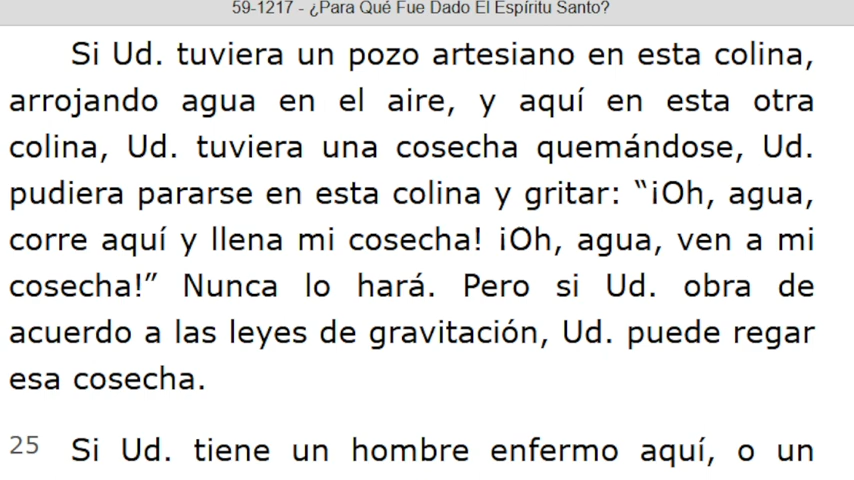 59-1217 - ¿Para Qué Fue Dado El Espíritu Santo?
Si Ud. tuviera un pozo artesiano en esta colina,
arrojando agua en el aire, y aquí en esta otra
colina, Ud. tuviera una cosecha quemándose, Ud.
pudiera pararse en esta colina y gritar: “¡Oh, agua,
corre aquí y llena mi cosecha! ¡Oh, agua, ven a mi
cosecha!” Nunca lo hará. Pero si Ud. obra de
acuerdo a las leyes de gravitación, Ud. puede regar
esa cosecha.
25 Si Ud. tiene un hombre enfermo aquí, o un